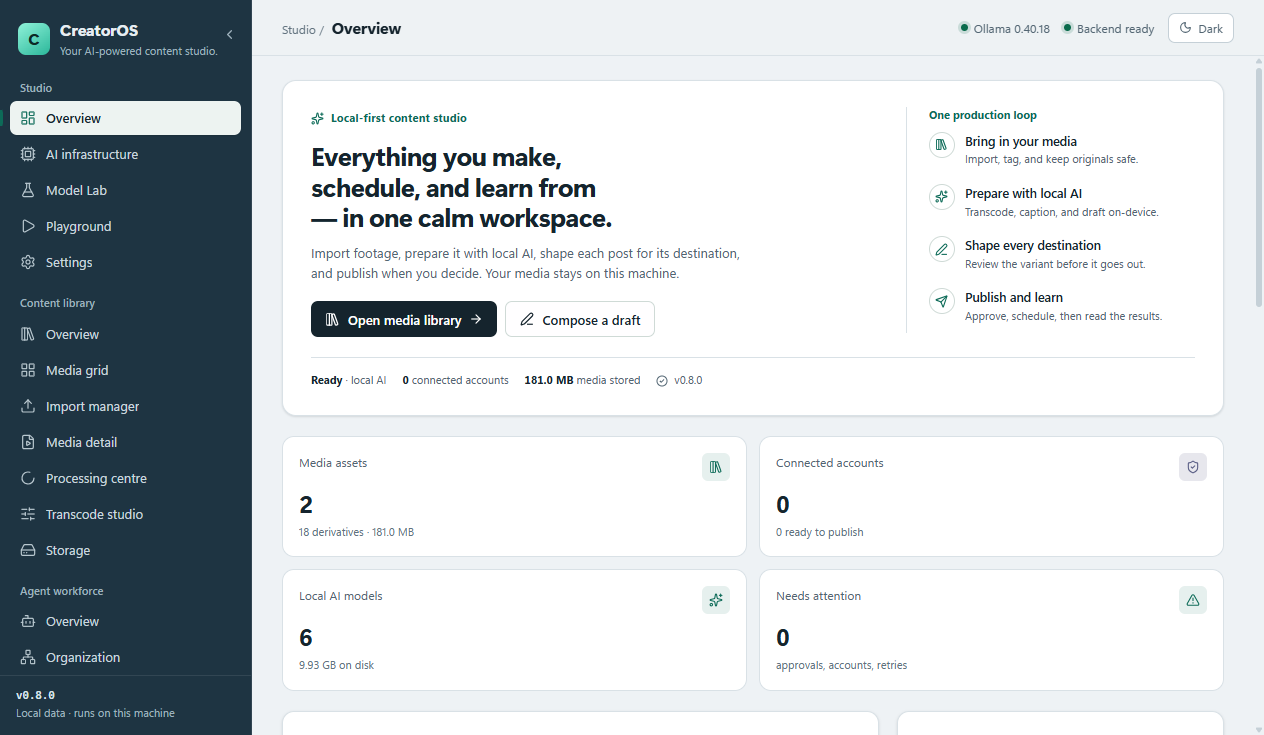 C
CreatorOS
Your AI-powered content studio.
Studio
Overview
AI infrastructure
Model Lab
Playground
Settings
Content library
Overview
Media grid
Import manager
Media detail
Processing centre
Transcode studio
Storage
Agent workforce
Overview
Organization
v0.8.0
Local data · runs on this machine
Studio / Overview
Ollama 0.40.18
Backend ready
Dark
Local-first content studio
Everything you make,
schedule, and learn from
— in one calm workspace.
Import footage, prepare it with local AI, shape each post for its destination,
and publish when you decide. Your media stays on this machine.
Open media library
Compose a draft
One production loop
Bring in your media
Import, tag, and keep originals safe.
Prepare with local AI
Transcode, caption, and draft on-device.
Shape every destination
Review the variant before it goes out.
Publish and learn
Approve, schedule, then read the results.
Ready · local AI
0 connected accounts
181.0 MB media stored
v0.8.0
Media assets
2
18 derivatives · 181.0 MB
Connected accounts
0
0 ready to publish
Local AI models
6
9.93 GB on disk
Needs attention
0
approvals, accounts, retries